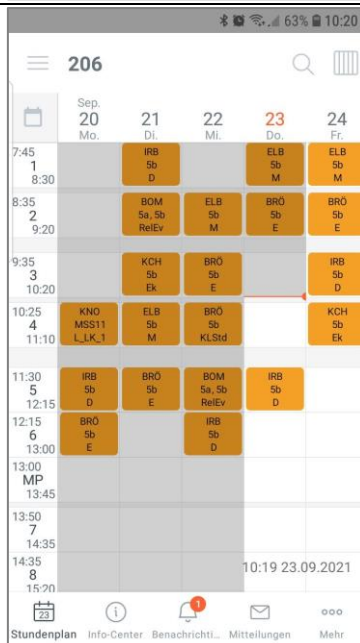 63% 10:20
206
Sep.
20 21 22 23 24
Mo. Di. Mi. Do. Fr.
7:45
1
8:30
IRB
5b
D
ELB
5b
M
ELB
5b
M
8:35
2
9:20
BOM
5a, 5b
RelEv
ELB
5b
M
BRÖ
5b
E
BRÖ
5b
E
9:35
3
10:20
KCH
5b
Ek
BRÖ
5b
E
IRB
5b
D
10:25
4
11:10
KNO
MSS11
L_LK_1
ELB
5b
M
BRÖ
5b
KLStd
KCH
5b
Ek
11:30
5
12:15
IRB
5b
D
BRÖ
5b
E
BOM
5a, 5b
RelEv
IRB
5b
D
12:15
6
13:00
BRÖ
5b
E
IRB
5b
D
13:00
MP
13:45
13:50
7
14:35
14:35
8
15:20
10:19 23.09.2021
23
1
Stundenplan Info-Center Benachrichti... Mitteilungen Mehr